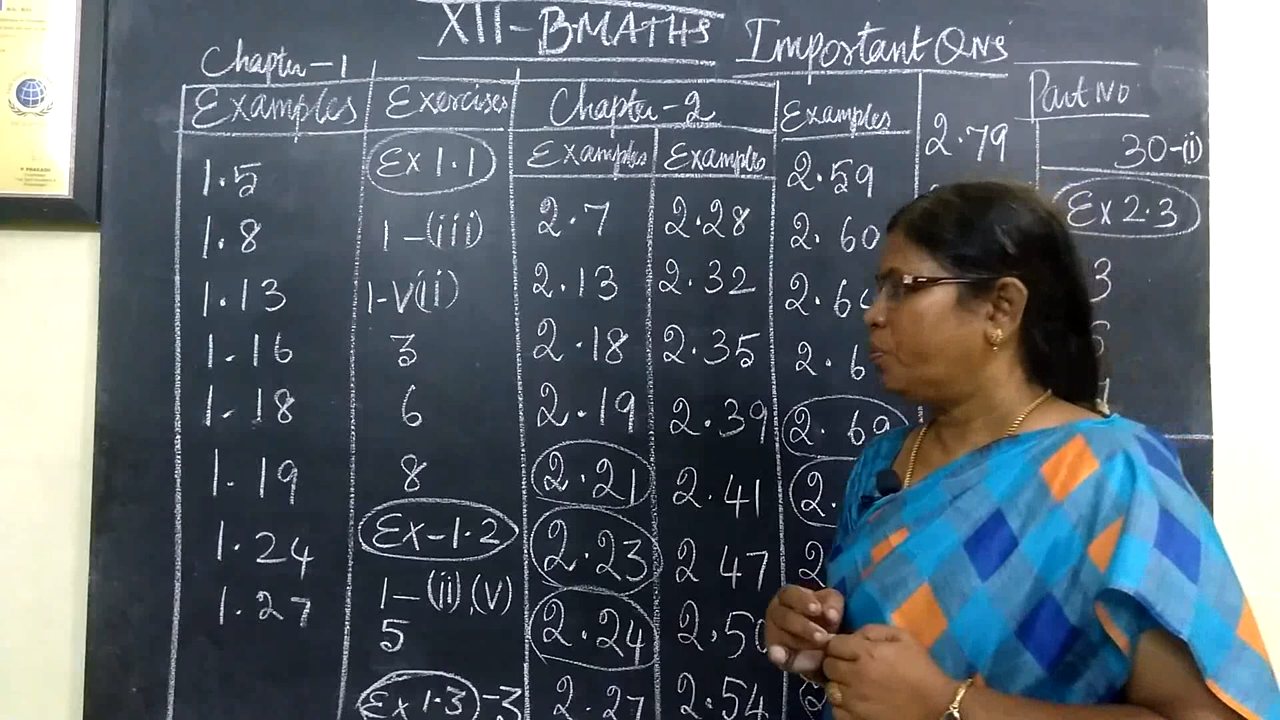 XII-BMATHS Important QNS
Chapter-1
Examples
1.5
1.8
1.13
1.16
1.18
1.19
1.24
1.27
Exercises
Ex 1.1
1-(iii)
1-V(ii)
3
6
8
Ex-1.2
1-(ii),(V)
5
Ex 1.3 -3
Chapter-2
Examples
2.7
2.13
2.18
2.19
2.21
2.23
2.24
2.27
Examples
2.28
2.32
2.35
2.39
2.41
2 47
2.50
2.54
Examples
2.59
2.60
2.69
2.79
Part No
30-(i)
Ex 2.3
3